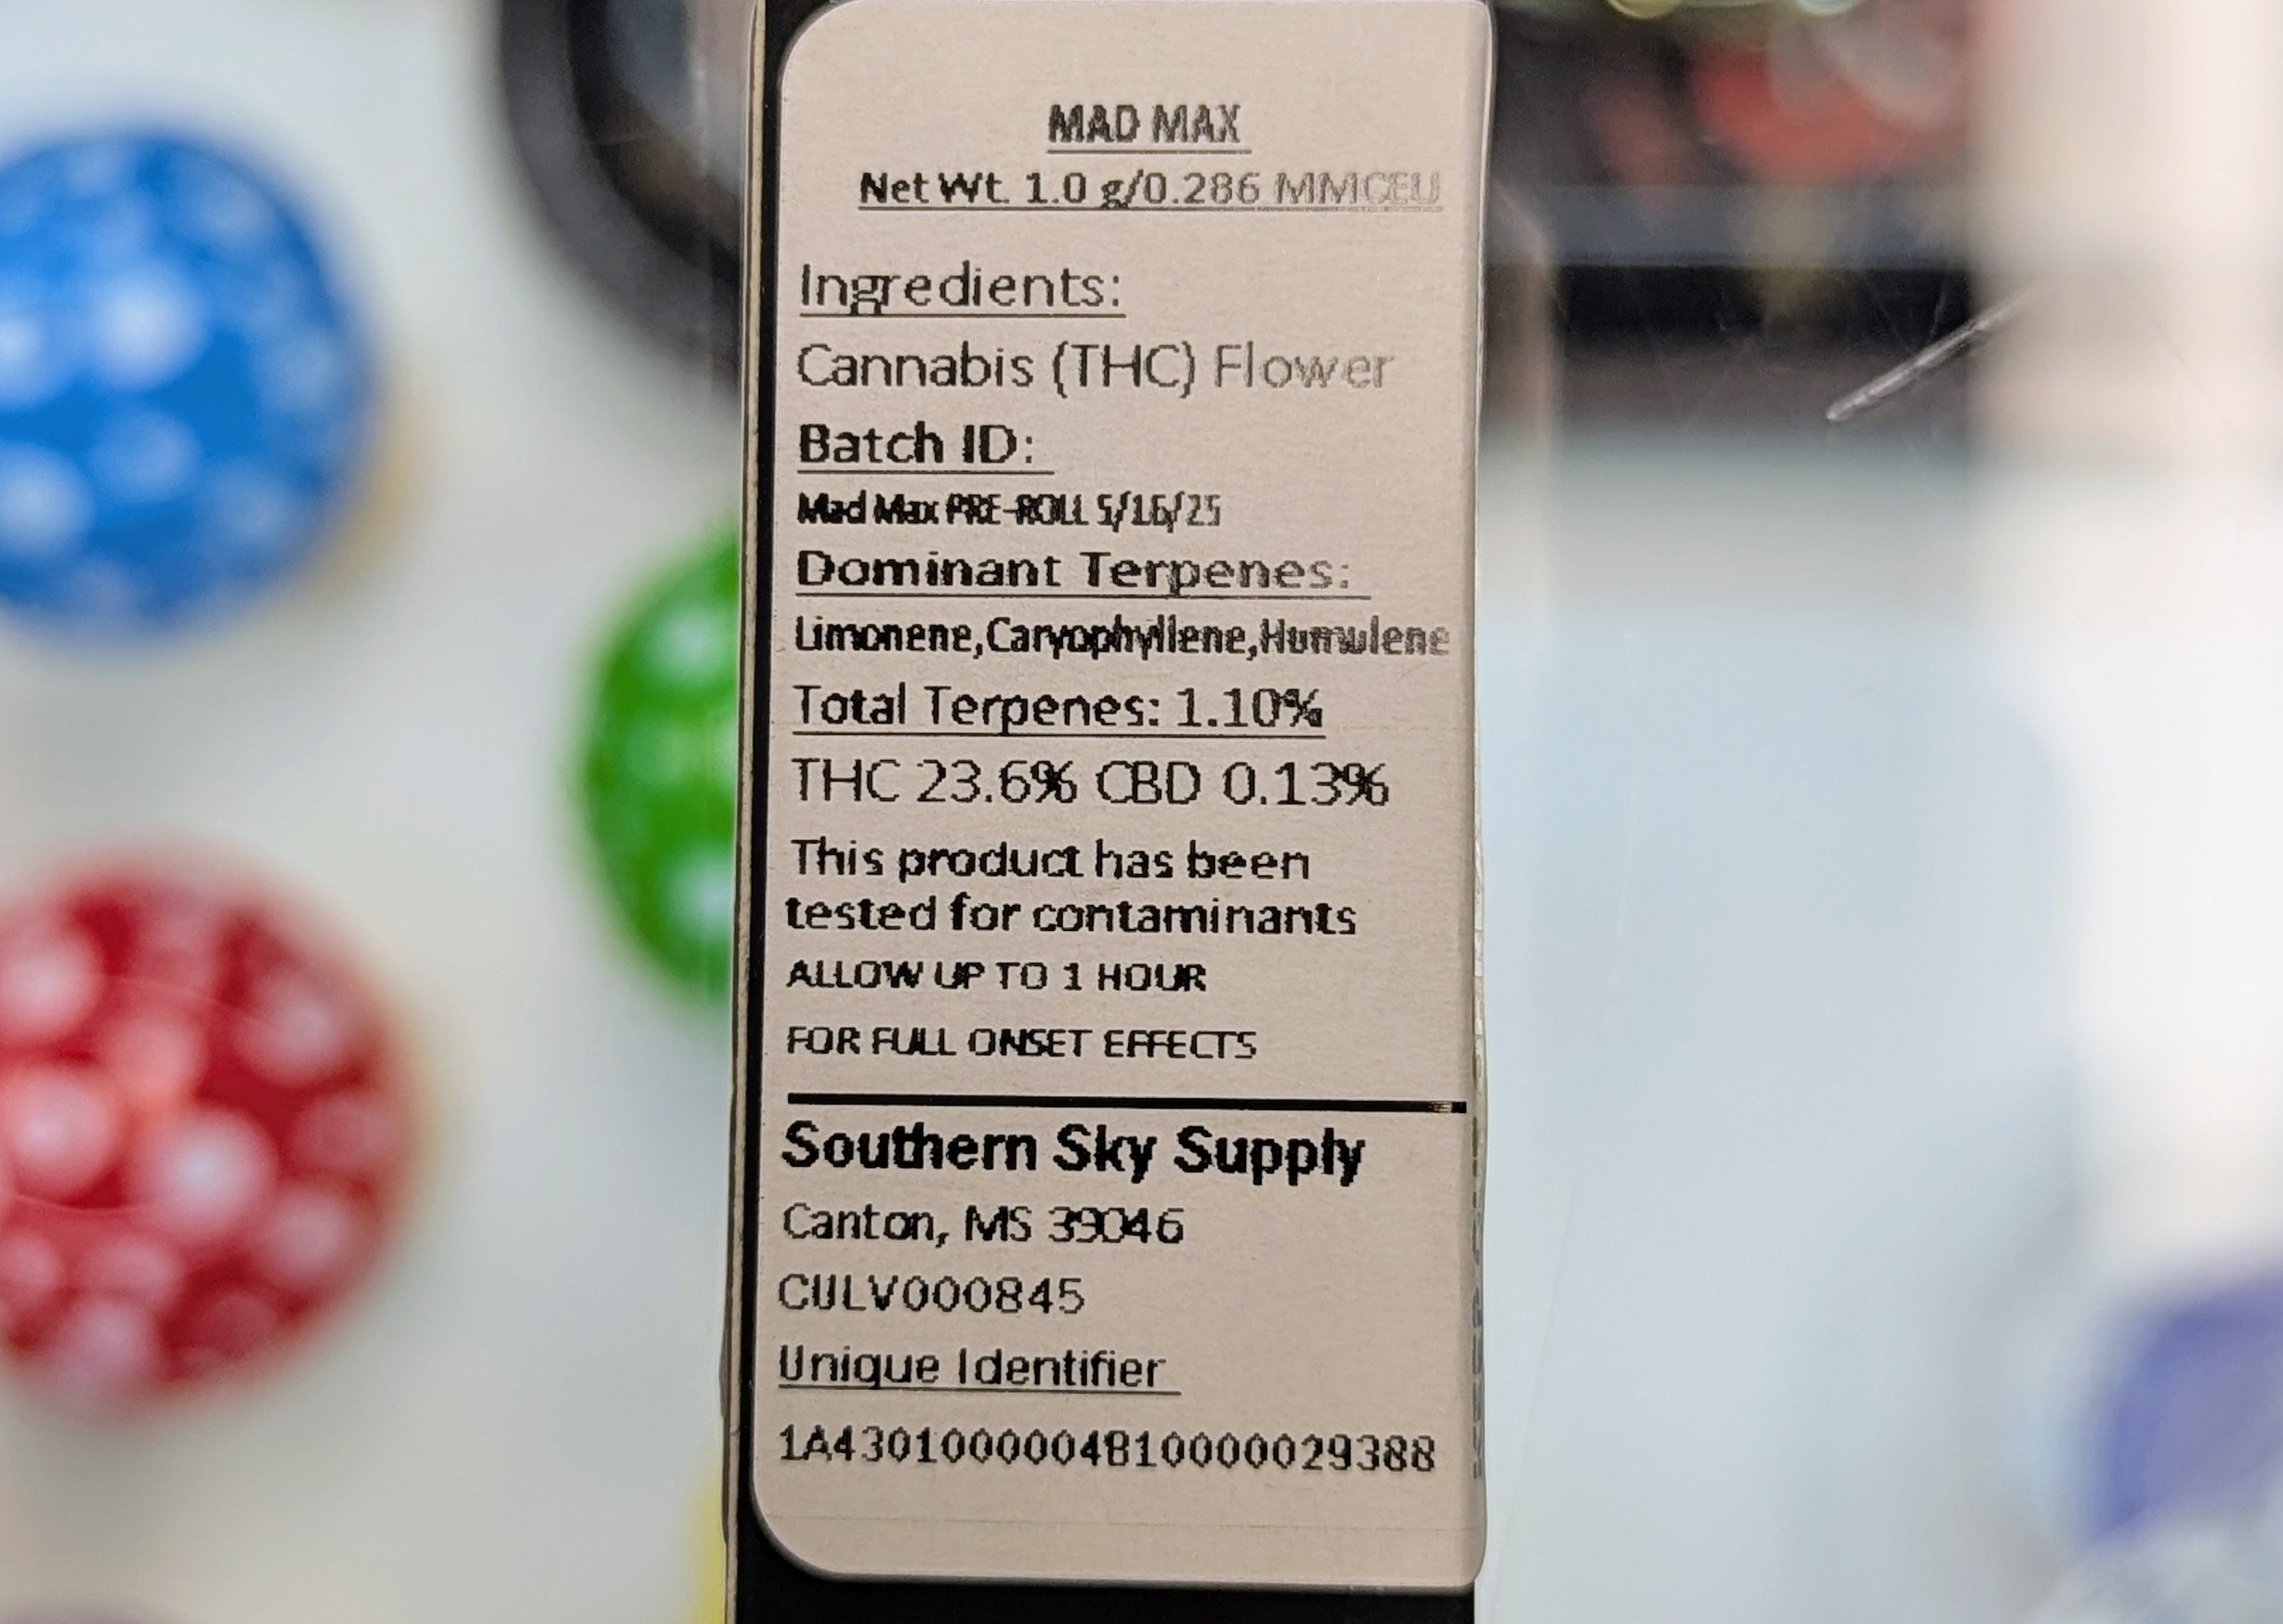 MAD MAX
Net Wt. 1.0 g/0.286 MMCEU
Ingredients:
Cannabis (THC) Flower
Batch ID:
Mad Max PRE-ROLL 5/16/25
Dominant Terpenes:
Limonene,Caryophyllene,Humulene
Total Terpenes: 1.10%
THC 23.6% CBD 0.13%
This product has been
tested for contaminants
ALLOW UP TO 1 HOUR
FOR FULL ONSET EFFECTS
Southern Sky Supply
Canton, MS 39046
CULV000845
Unique Identifier
1A4301000004B10000029388